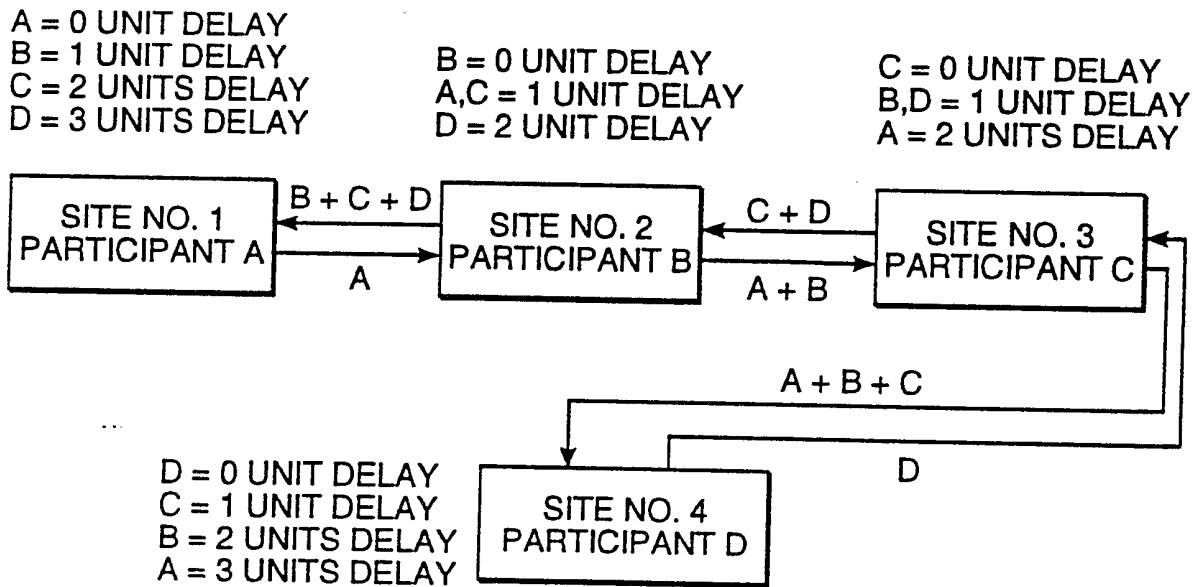 A = 0 UNIT DELAY
B = 1 UNIT DELAY
C = 2 UNITS DELAY
D = 3 UNITS DELAY
B = 0 UNIT DELAY
A,C = 1 UNIT DELAY
D = 2 UNIT DELAY
C = 0 UNIT DELAY
B,D = 1 UNIT DELAY
A = 2 UNITS DELAY
SITE NO. 1
PARTICIPANT A
B + C + D
A
SITE NO. 2
PARTICIPANT B
C + D
A + B
SITE NO. 3
PARTICIPANT C
A + B + C
D
D = 0 UNIT DELAY
C = 1 UNIT DELAY
B = 2 UNITS DELAY
A = 3 UNITS DELAY
SITE NO. 4
PARTICIPANT D